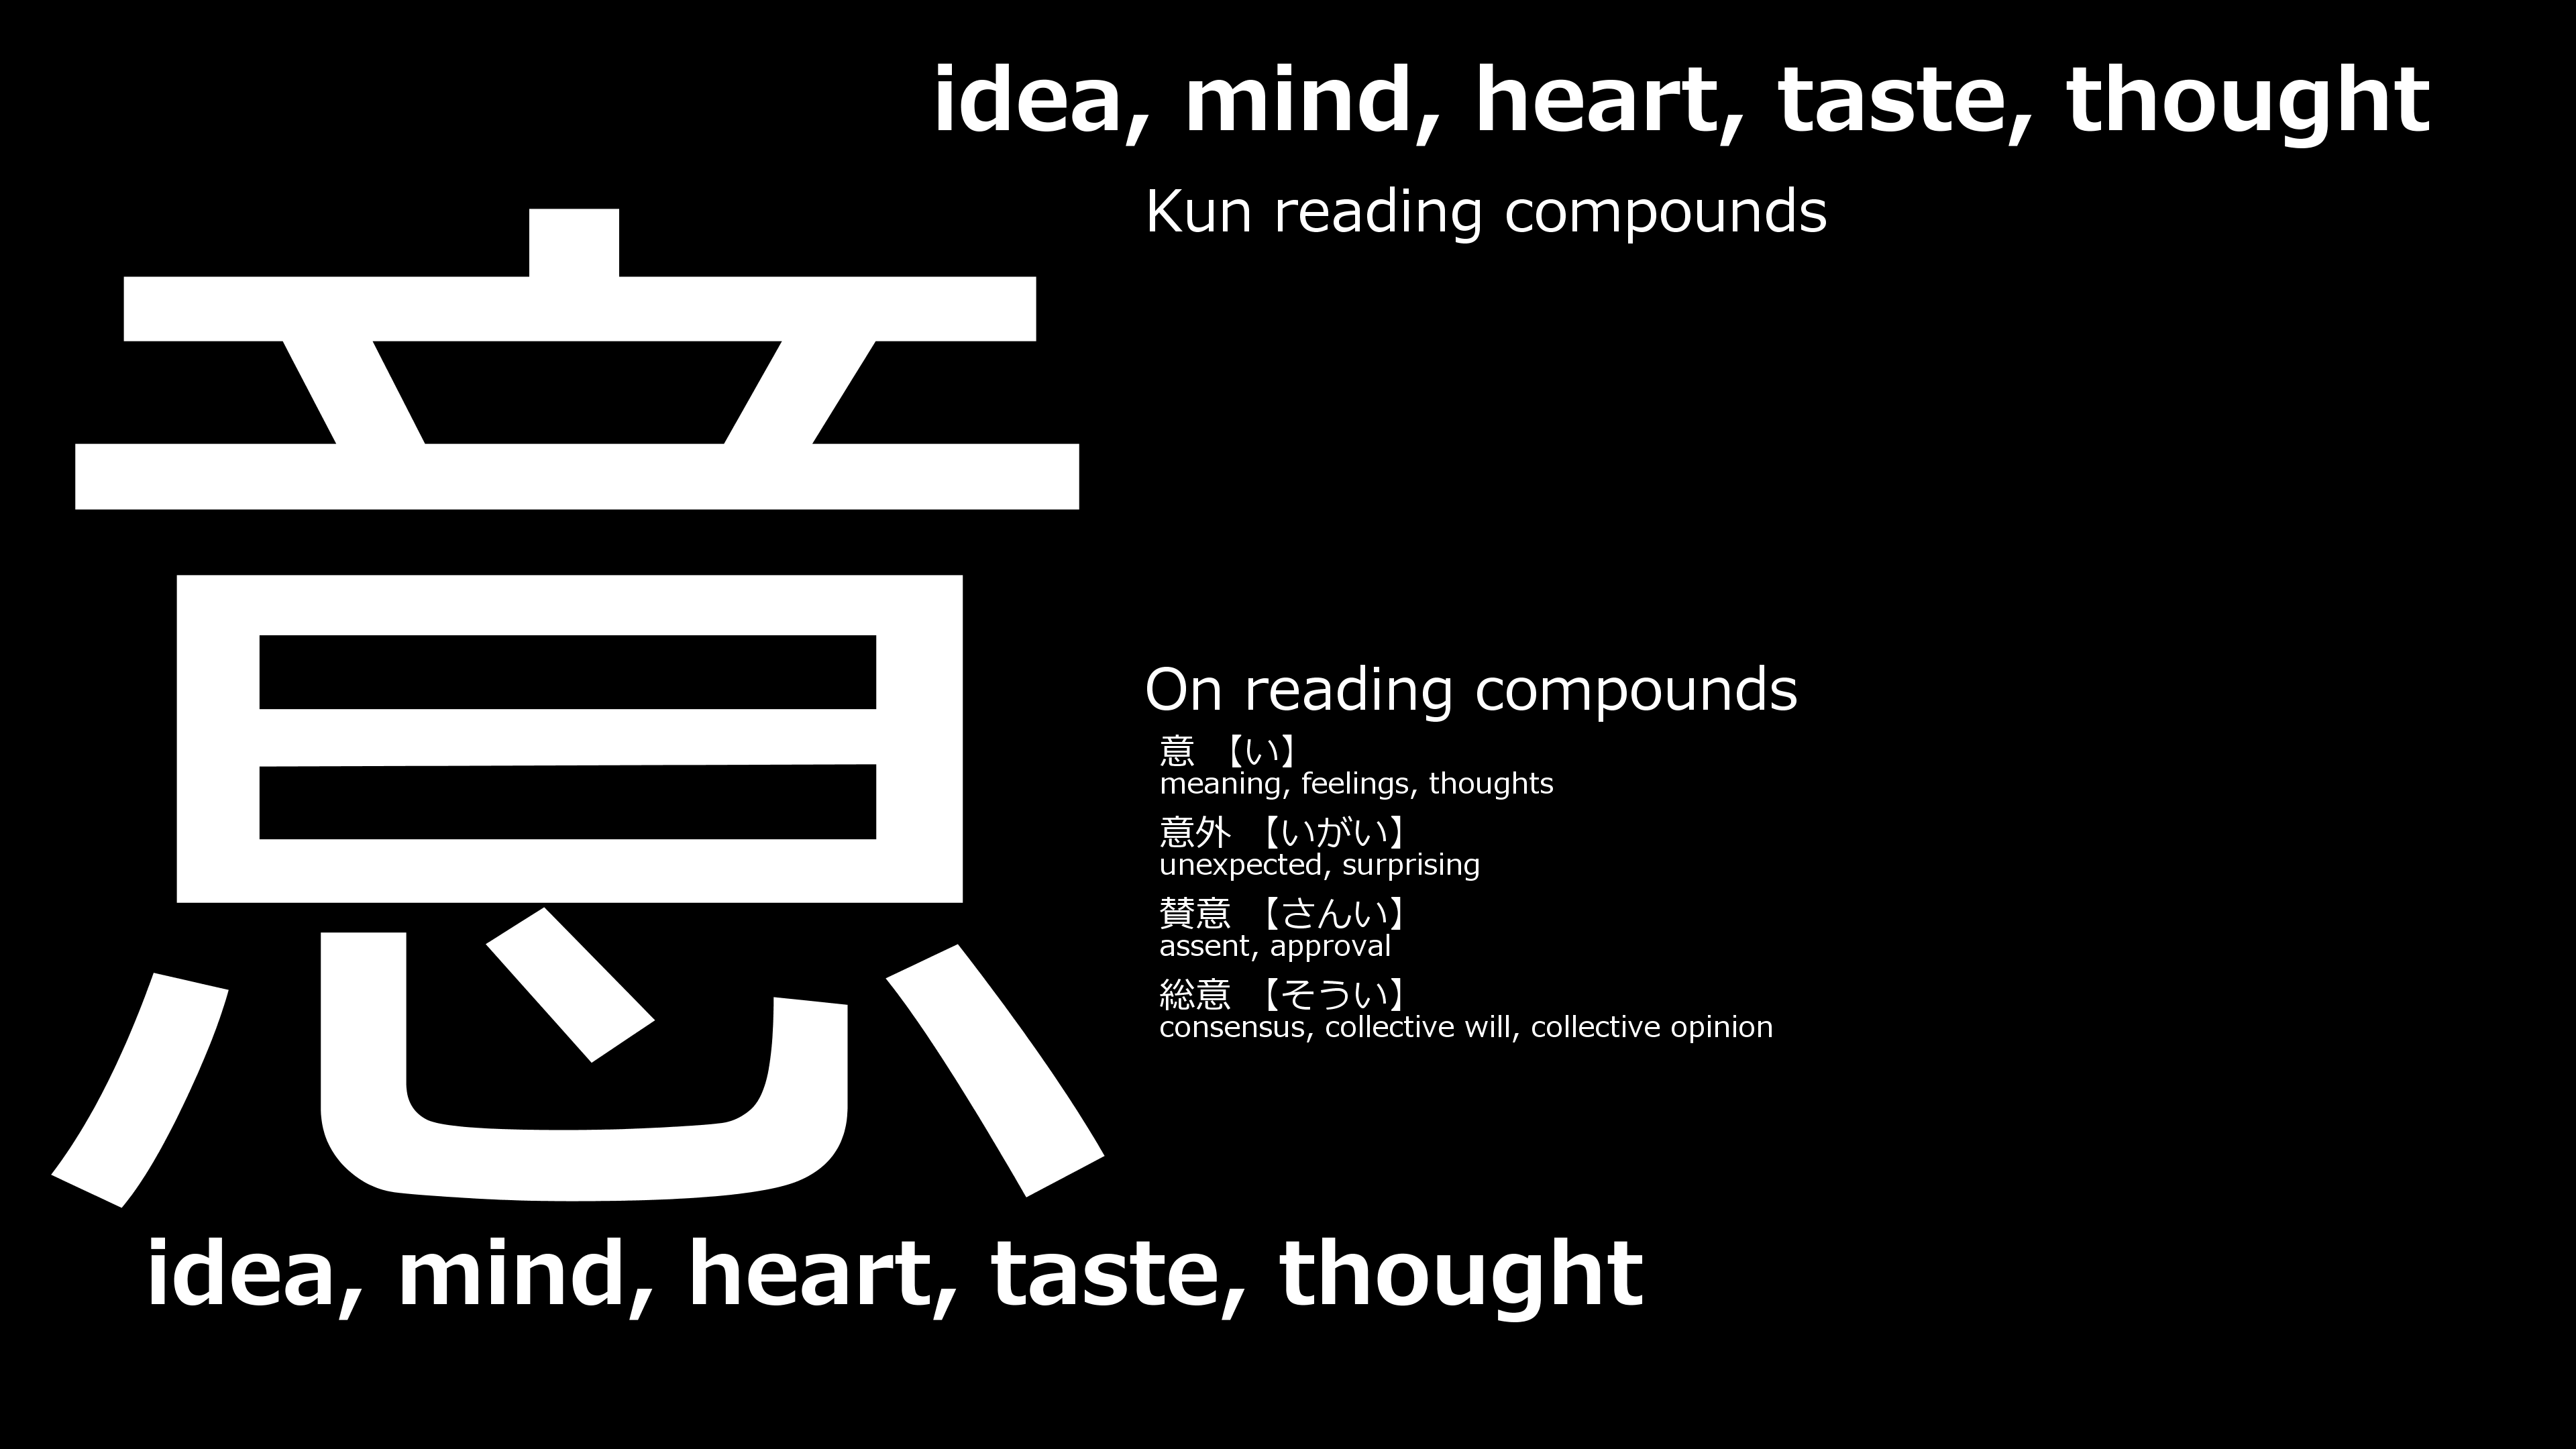 idea, mind, heart, taste, thought
意
Kun reading compounds
On reading compounds
意 【い】
meaning, feelings, thoughts
意外 【いがい】
unexpected, surprising
賛意 【さんい】
assent, approval
総意 【そうい】
consensus, collective will, collective opinion
idea, mind, heart, taste, thought